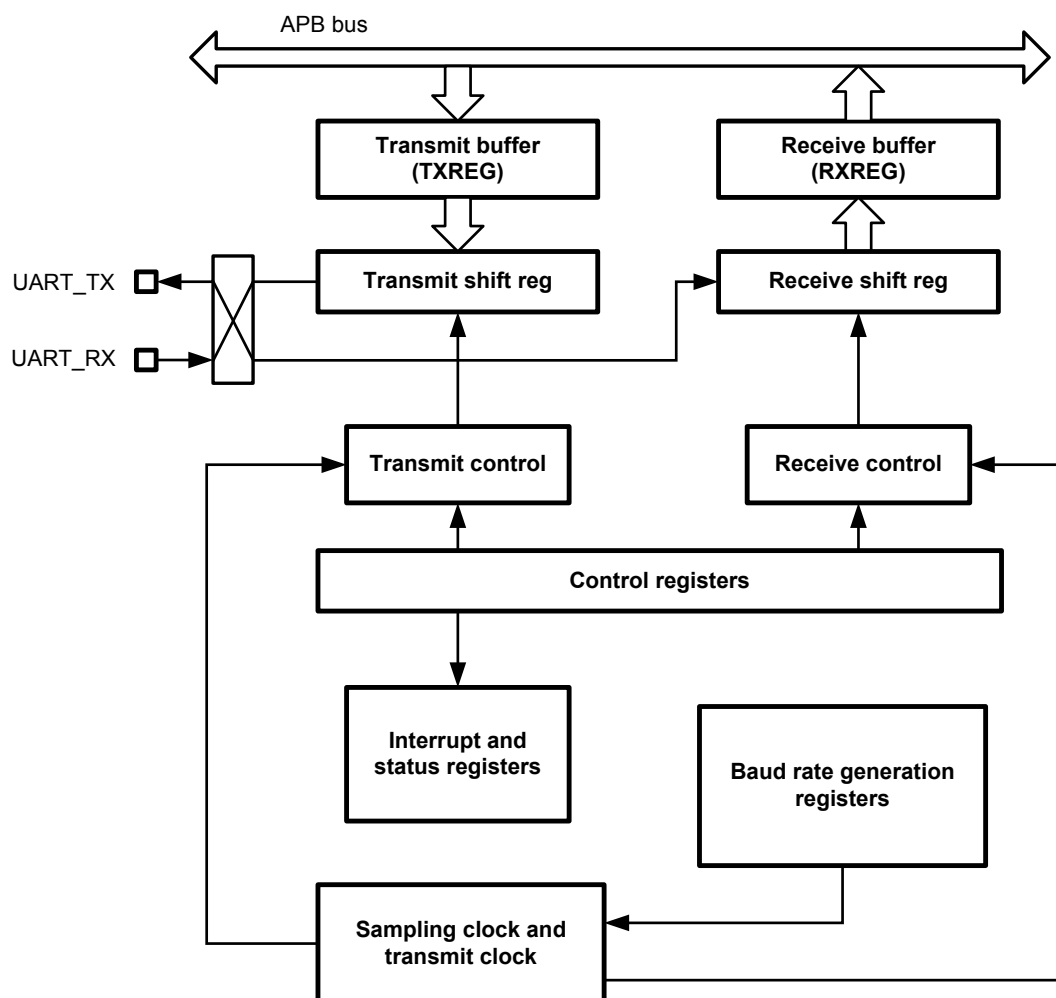 APB bus
Transmit buffer
(TXREG)
Receive buffer
(RXREG)
UART_TX
Transmit shift reg
Receive shift reg
UART_RX
Transmit control
Receive control
Control registers
Interrupt and
status registers
Baud rate generation
registers
Sampling clock and
transmit clock